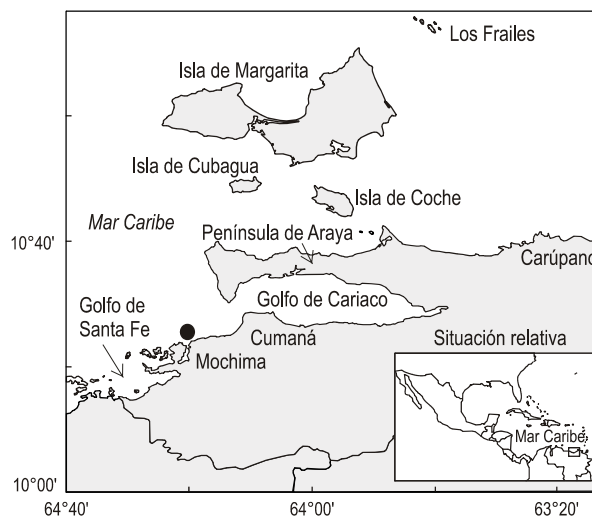 Los Frailes
Isla de Margarita
Isla de Cubagua
Isla de Coche
Mar Caribe
Península de Araya
10°40'
Carúpano
Golfo de
Santa Fe
Golfo de Cariaco
Cumaná
Situación relativa
Mochima
Mar Caribe
10°00'
64°40'
64°00'
63°20'